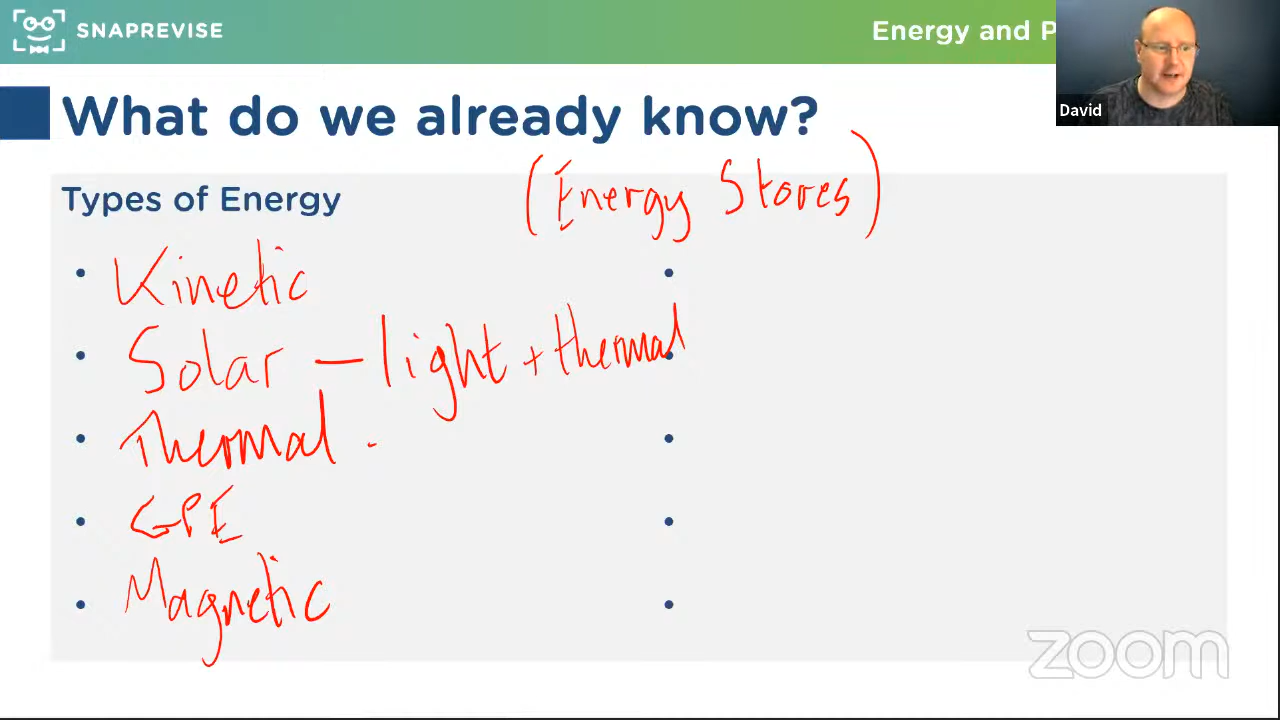 SNAPREVISE
Energy and P
David
What do we already know?
Types of Energy
(Energy Stores)
• Kinetic
• Solar – light + thermal
• Thermal
• GPE
• Magnetic
zoom